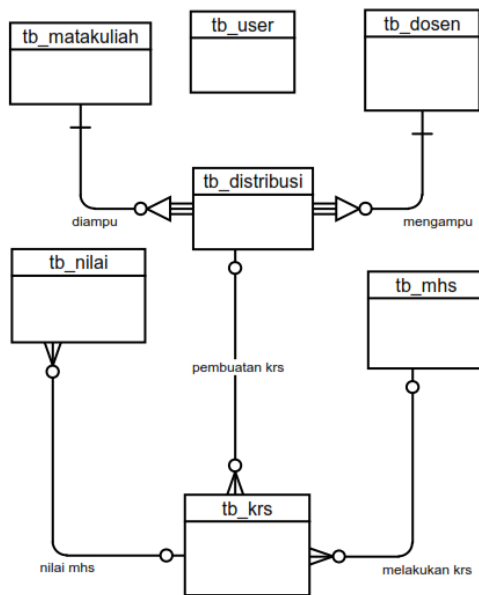 tb_matakuliah
tb_user
tb_dosen
tb_distribusi
diampu
mengampu
tb_nilai
tb_mhs
pembuatan krs
tb_krs
nilai mhs
melakukan krs